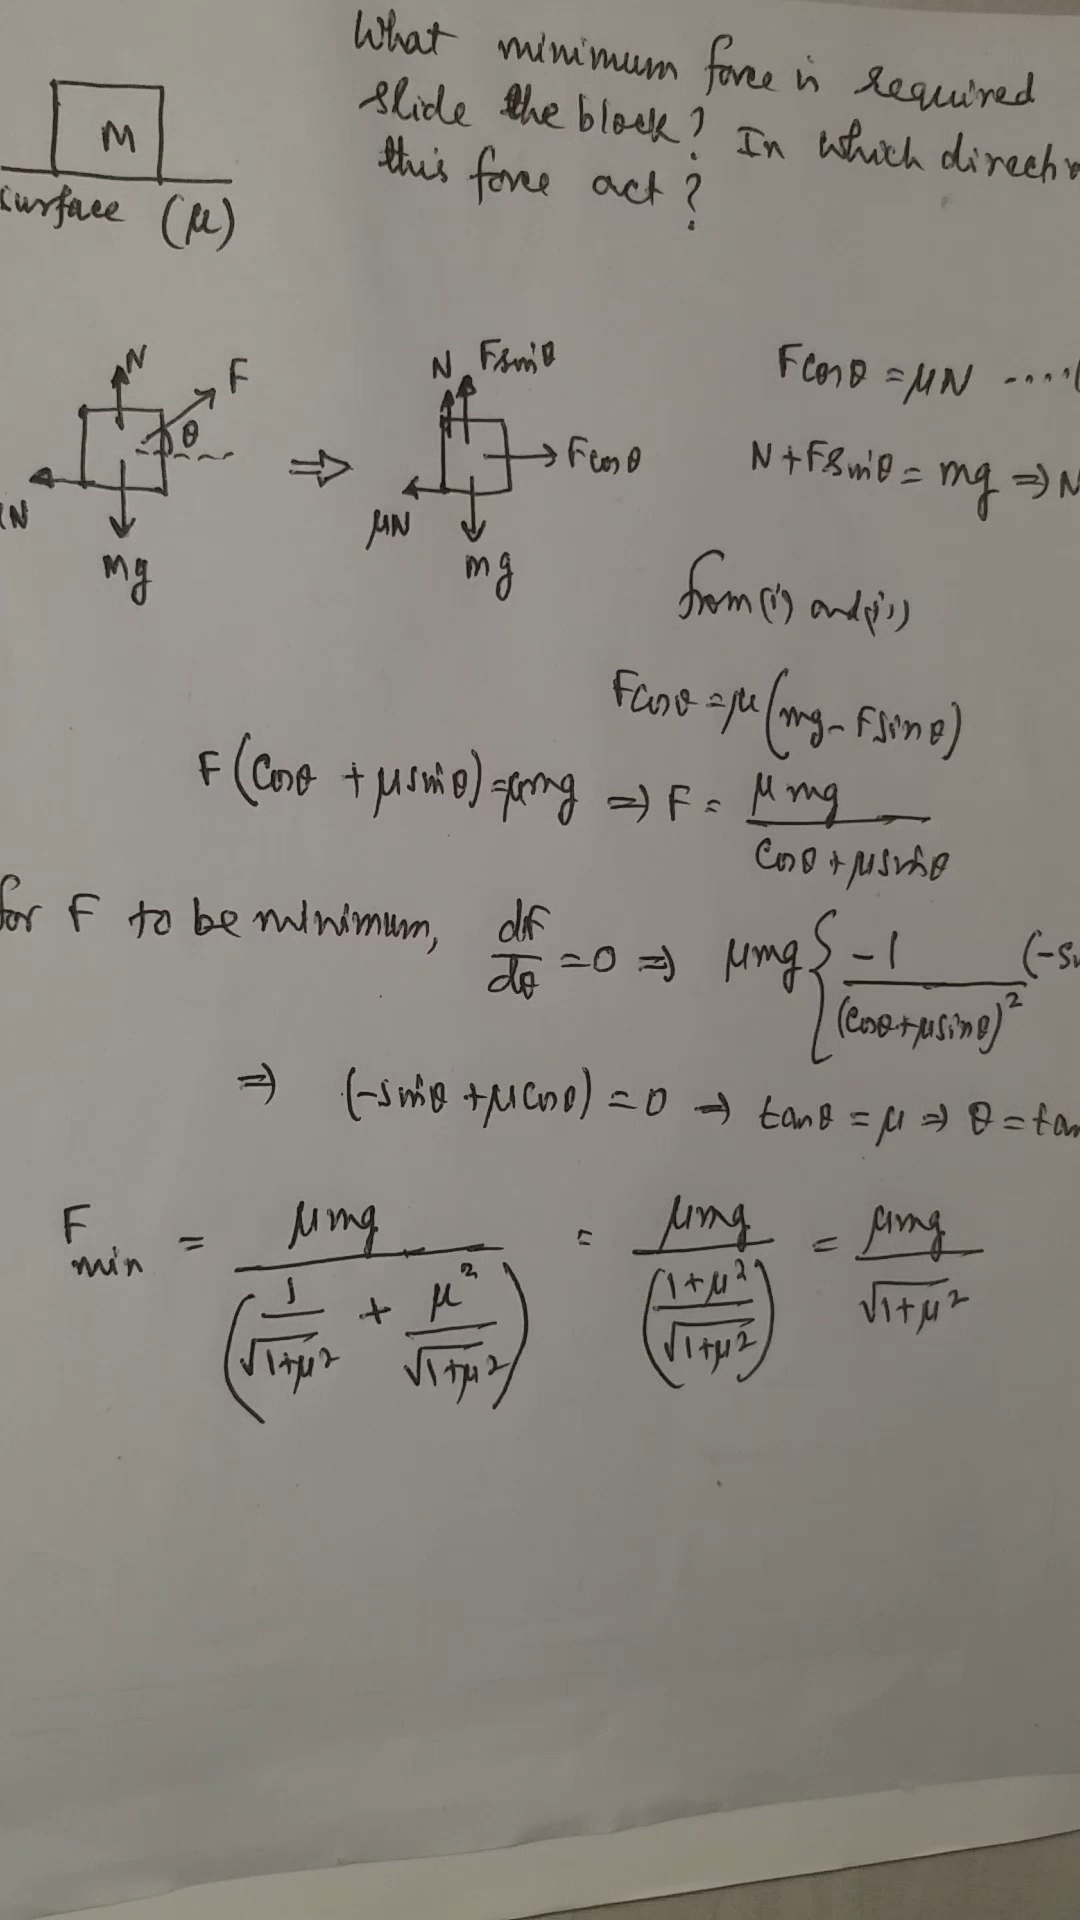 What minimum force is required
slide the block? In which directi
this force act?
M
surface (μ)
N
F
θ
μN
mg
⇒
N Fsinθ
Fcosθ
μN
mg
Fcosθ = μN ....(
N + Fsinθ = mg ⇒ N
from (i) and (ii)
Fcosθ = μ(mg - Fsinθ)
F(cosθ + μsinθ) = μmg ⇒ F = μmg / (cosθ + μsinθ)
for F to be minimum, dF/dθ = 0 ⇒ μmg { -1/(cosθ + μsinθ)² (-si
⇒ (-sinθ + μcosθ) = 0 ⇒ tanθ = μ ⇒ θ = tan
F min = μmg / (1/√1+μ² + μ²/√1+μ²) = μmg / (1+μ²/√1+μ²) = μmg / √1+μ²